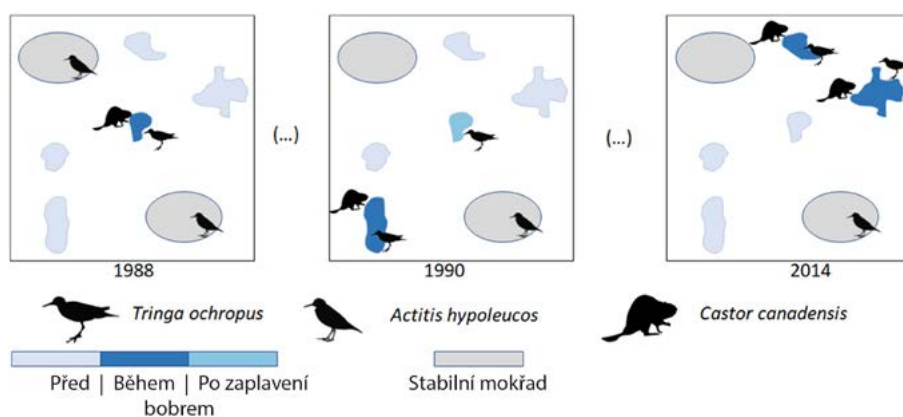 (...)
(...)
1988
1990
2014
Tringa ochropus
Actitis hypoleucos
Castor canadensis
Před | Během | Po zaplavení
bobrem
Stabilní mokřad